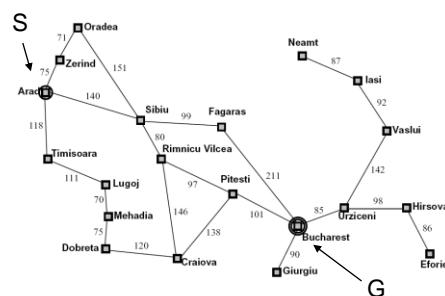 S
Oradea
71
Neamt
87
Zerind
75
151
Iasi
Arad
140
92
Sibiu
99
Fagaras
118
Vaslui
80
Rimnicu Vilcea
Timisoara
111
Lugoj
97
Pitesti
211
142
70
98
Hirsova
Mehadia
146
101
85
Urziceni
75
138
Bucharest
86
Dobreta
120
90
Craiova
Giurgiu
Eforie
G